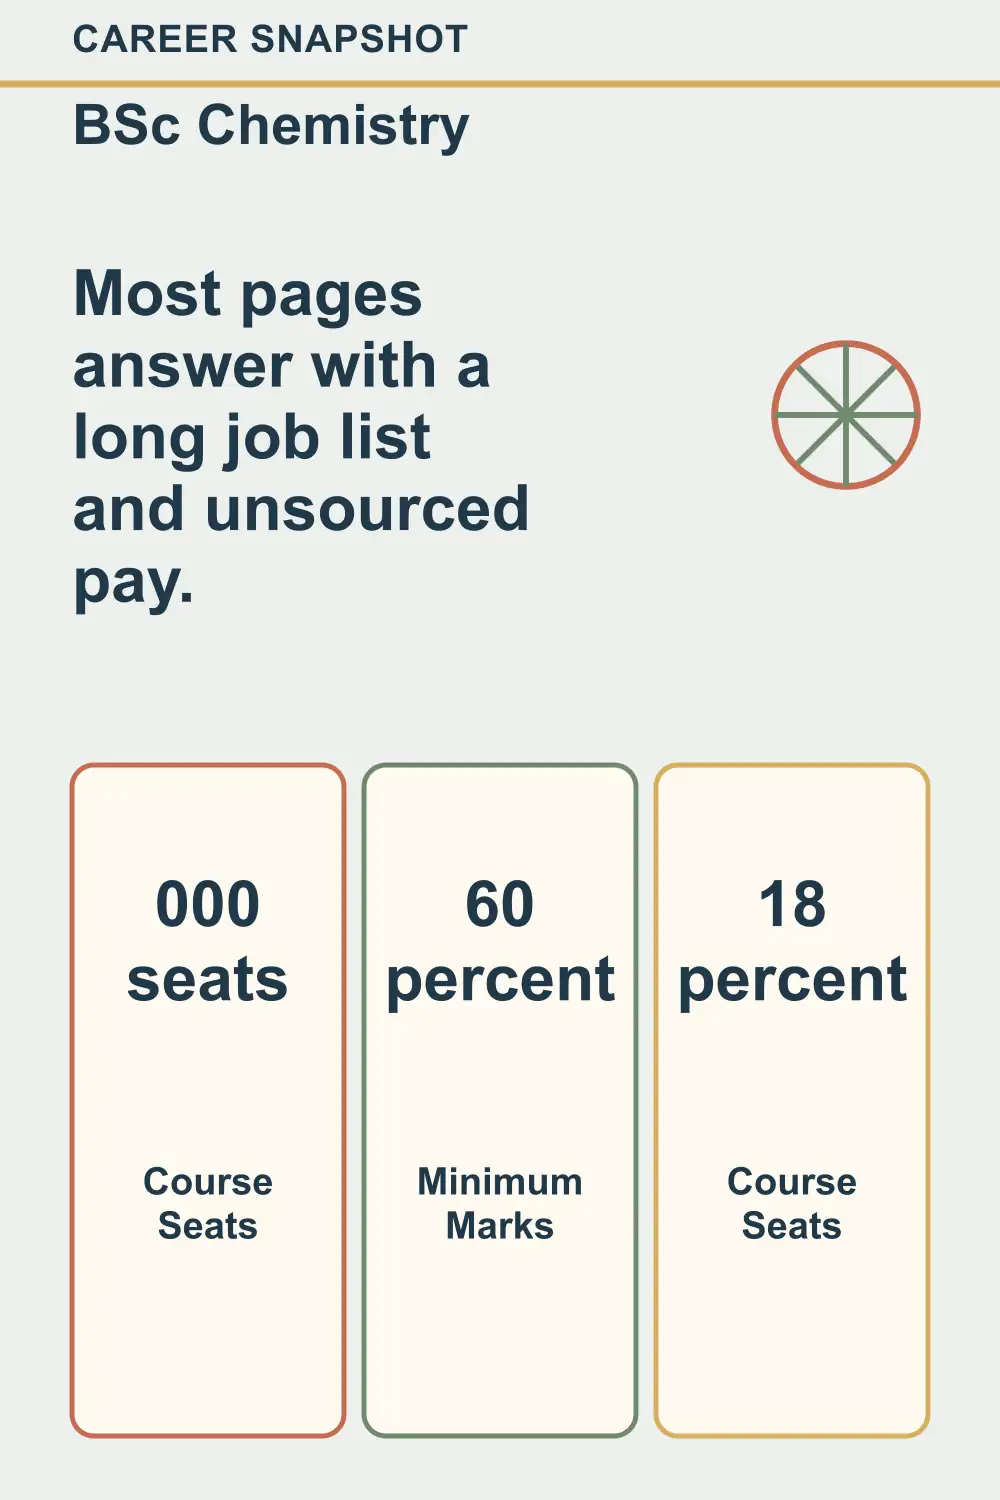 CAREER SNAPSHOT
BSc Chemistry
Most pages
answer with a
long job list
and unsourced
pay.
000
seats
Course
Seats
60
percent
Minimum
Marks
18
percent
Course
Seats